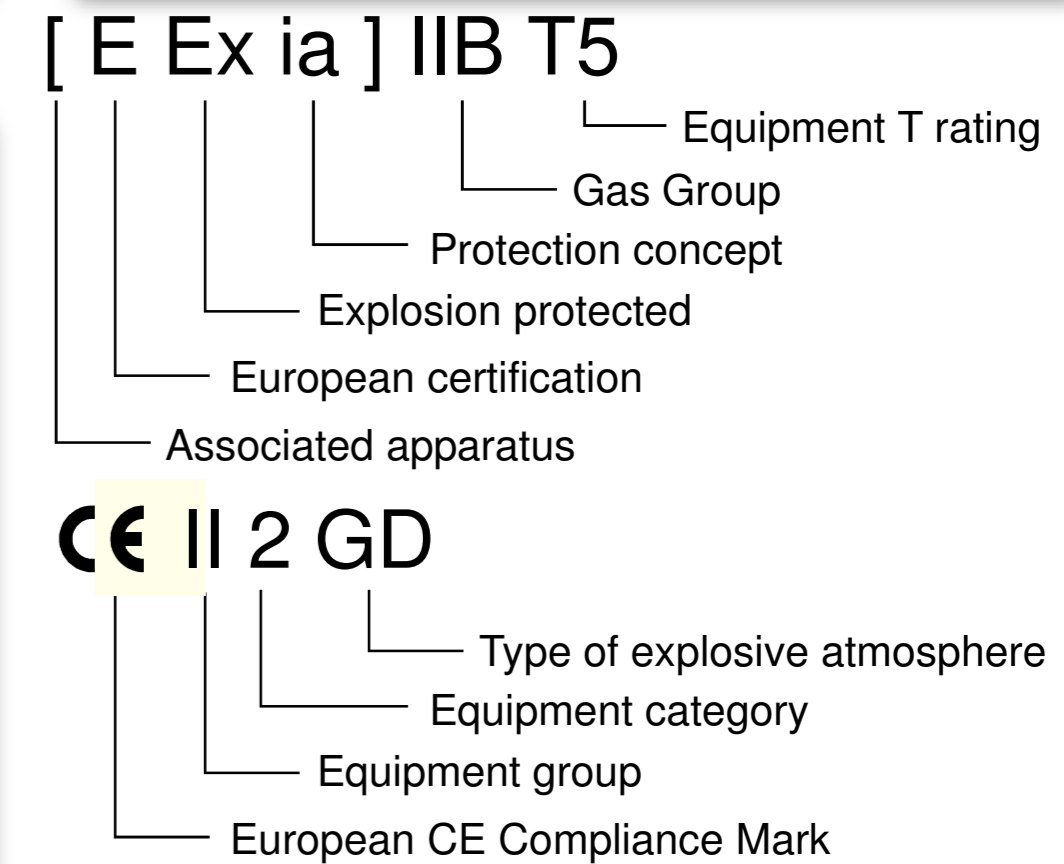 [ E Ex ia ] IIB T5
Equipment T rating
Gas Group
Protection concept
Explosion protected
European certification
Associated apparatus
CE II 2 GD
Type of explosive atmosphere
Equipment category
Equipment group
European CE Compliance Mark